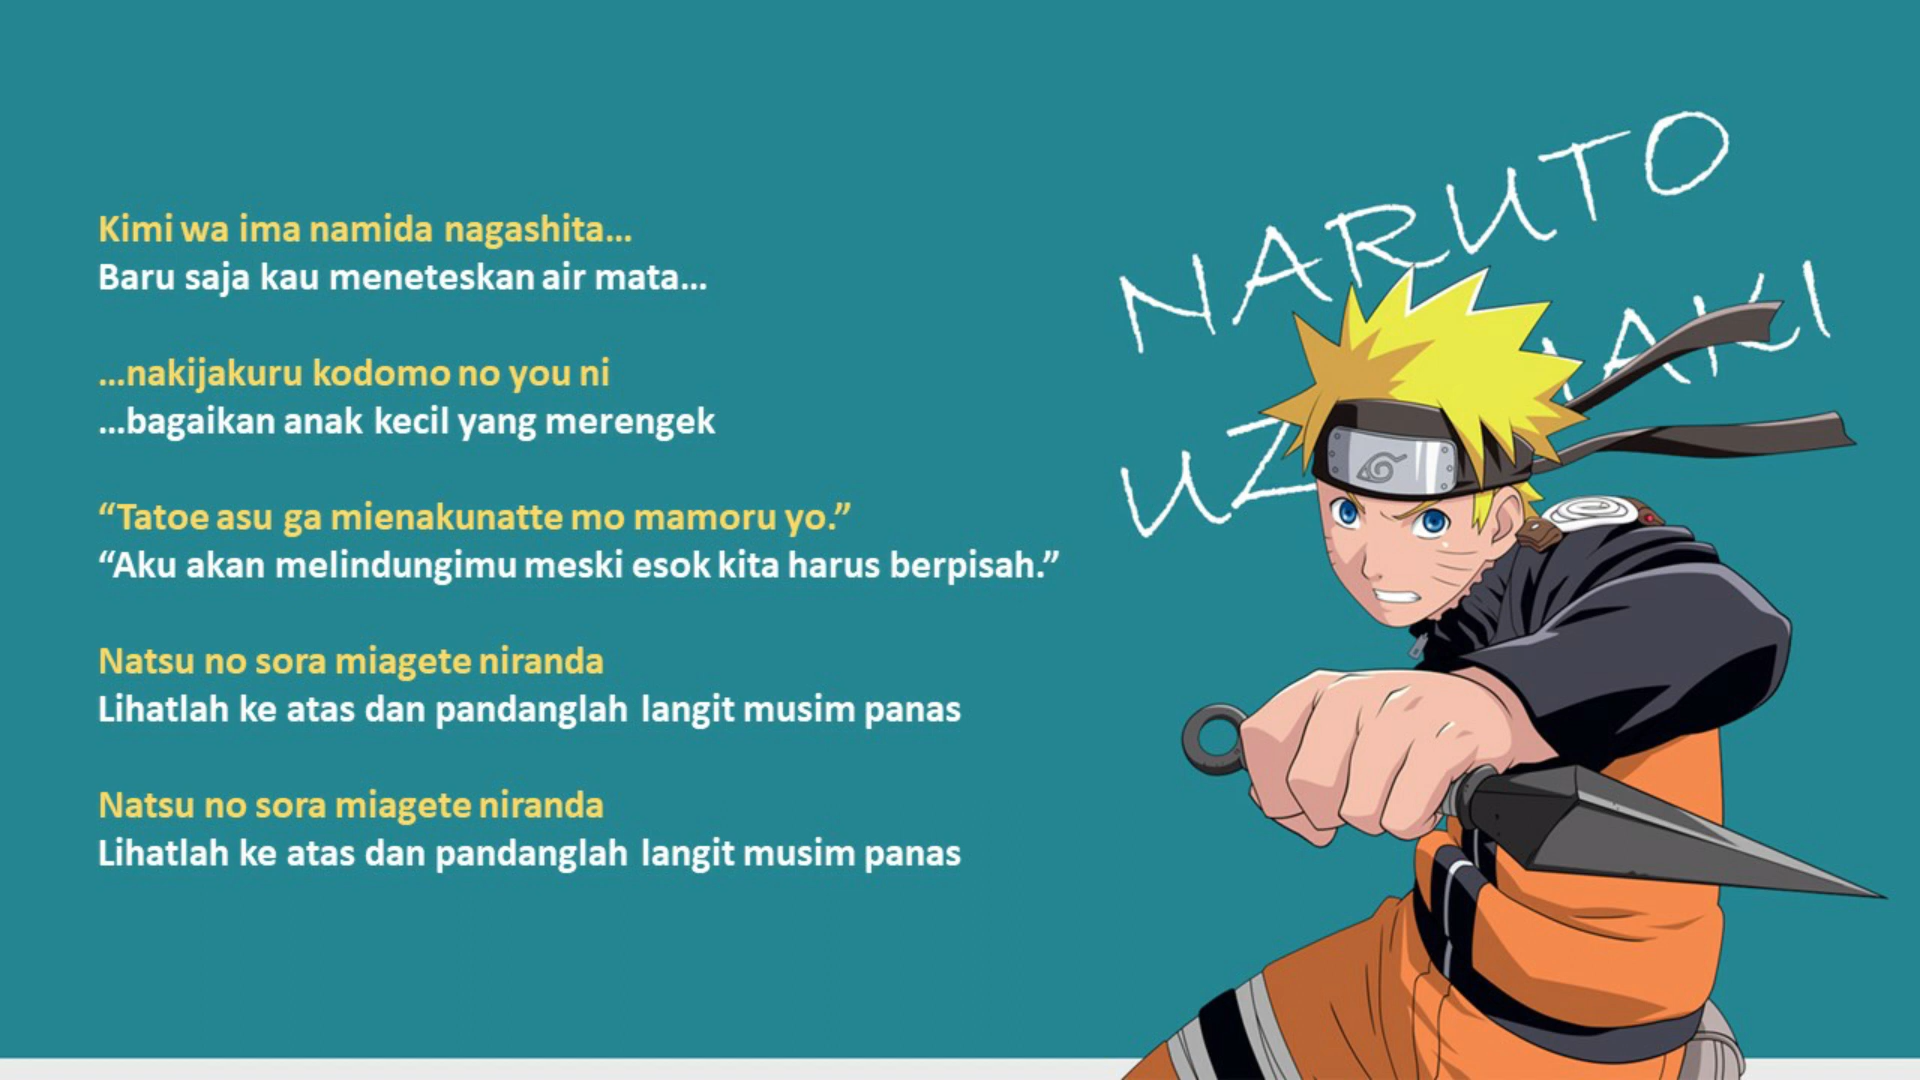 Kimi wa ima namida nagashita...
Baru saja kau meneteskan air mata...
...nakijakuru kodomo no you ni
...bagaikan anak kecil yang merengek
“Tatoe asu ga mienakunatte mo mamoru yo.”
“Aku akan melindungimu meski esok kita harus berpisah.”
Natsu no sora miagete niranda
Lihatlah ke atas dan pandanglah langit musim panas
Natsu no sora miagete niranda
Lihatlah ke atas dan pandanglah langit musim panas
NARUTO